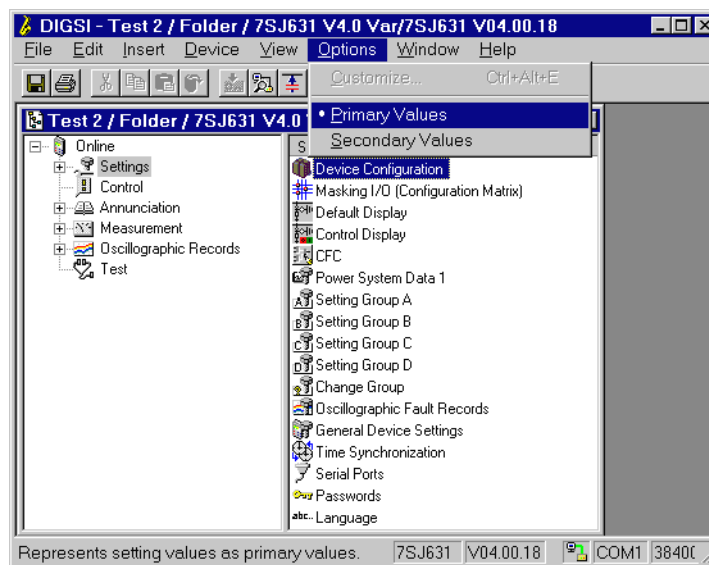 DIGSI - Test 2 / Folder / 7SJ631 V4.0 Var/7SJ631 V04.00.18
File Edit Insert Device View Options Window Help
Customize... Ctrl+Alt+E
• Primary Values
Secondary Values
Test 2 / Folder / 7SJ631 V4.0
Online
Settings
Control
Annunciation
Measurement
Oscillographic Records
Test
S
Device Configuration
Masking I/O (Configuration Matrix)
Default Display
Control Display
CFC
Power System Data 1
Setting Group A
Setting Group B
Setting Group C
Setting Group D
Change Group
Oscillographic Fault Records
General Device Settings
Time Synchronization
Serial Ports
Passwords
abc.. Language
Represents setting values as primary values. 7SJ631 V04.00.18 COM1 3840